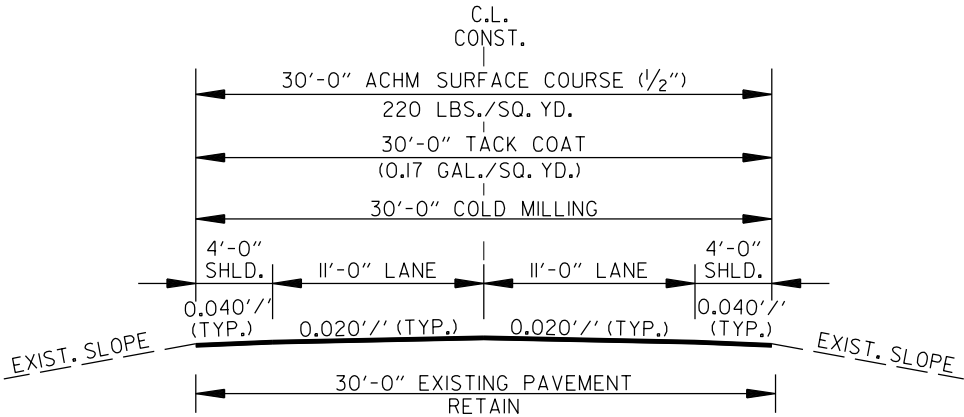 C.L.
CONST.
30'-0" ACHM SURFACE COURSE (1/2")
220 LBS./SQ. YD.
30'-0" TACK COAT
(0.17 GAL./SQ. YD.)
30'-0" COLD MILLING
4'-0"
SHLD.
11'-0" LANE
11'-0" LANE
4'-0"
SHLD.
0.040'/'
(TYP.)
0.020'/' (TYP.)
0.020'/' (TYP.)
0.040'/'
(TYP.)
EXIST. SLOPE
EXIST. SLOPE
30'-0" EXISTING PAVEMENT
RETAIN